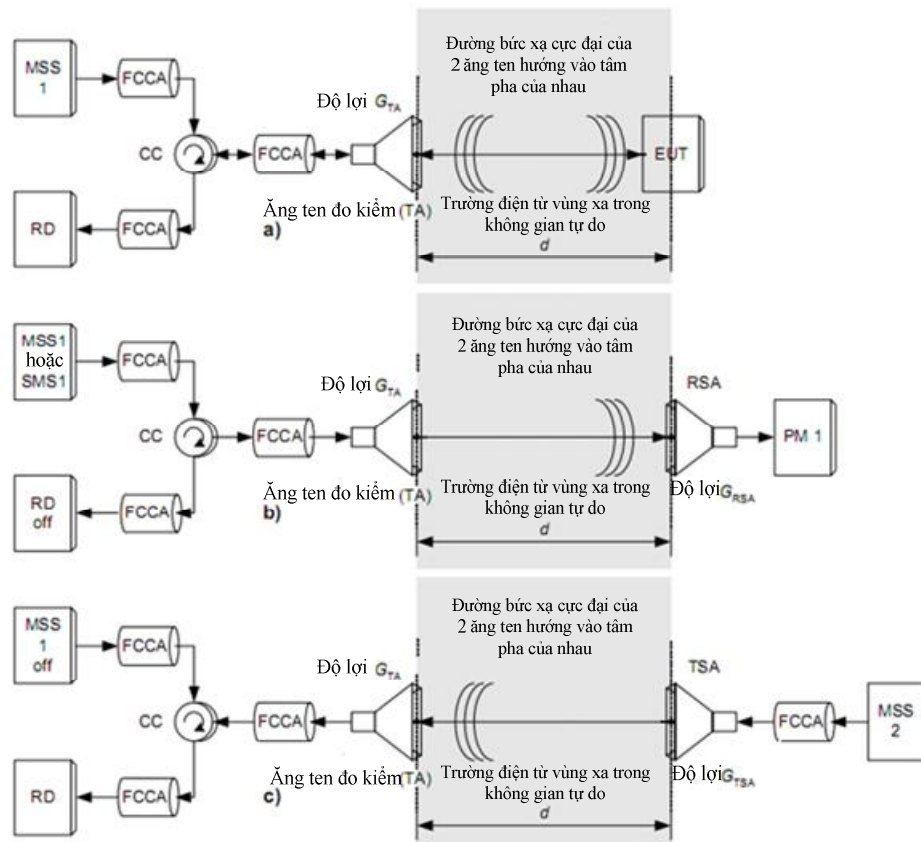 Đường bức xạ cực đại của
2 ăng ten hướng vào tâm
pha của nhau
MSS
1
FCCA
Độ lợi GTA
CC
FCCA
EUT
RD
FCCA
Ăng ten đo kiểm (TA)
a)
Trường điện từ vùng xa trong
không gian tự do
d
Đường bức xạ cực đại của
2 ăng ten hướng vào tâm
pha của nhau
MSS1
hoặc
SMS1
FCCA
Độ lợi GTA
RSA
CC
FCCA
PM 1
RD
off
FCCA
Ăng ten đo kiểm (TA)
b)
Trường điện từ vùng xa trong
không gian tự do
Độ lợi GRSA
d
Đường bức xạ cực đại của
2 ăng ten hướng vào tâm
pha của nhau
MSS
1
off
FCCA
Độ lợi GTA
TSA
CC
FCCA
FCCA
MSS
2
RD
FCCA
Ăng ten đo kiểm (TA)
c)
Trường điện từ vùng xa trong
không gian tự do
Độ lợi GTSA
d